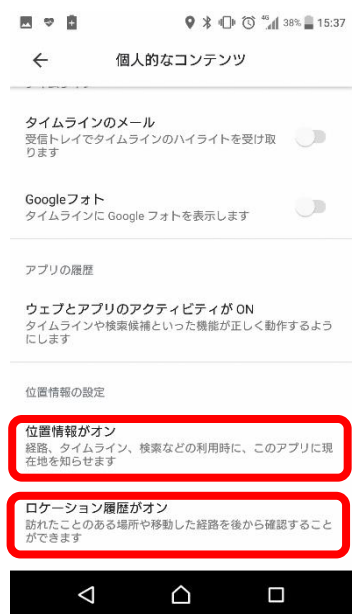 38% 15:37
個人的なコンテンツ
タイムラインのメール
受信トレイでタイムラインのハイライトを受け取
ります
Googleフォト
タイムラインに Google フォトを表示します
アプリの履歴
ウェブとアプリのアクティビティが ON
タイムラインや検索候補といった機能が正しく動作するよう
にします
位置情報の設定
位置情報がオン
経路、タイムライン、検索などの利用時に、このアプリに現
在地を知らせます
ロケーション履歴がオン
訪れたことのある場所や移動した経路を後から確認すること
ができます